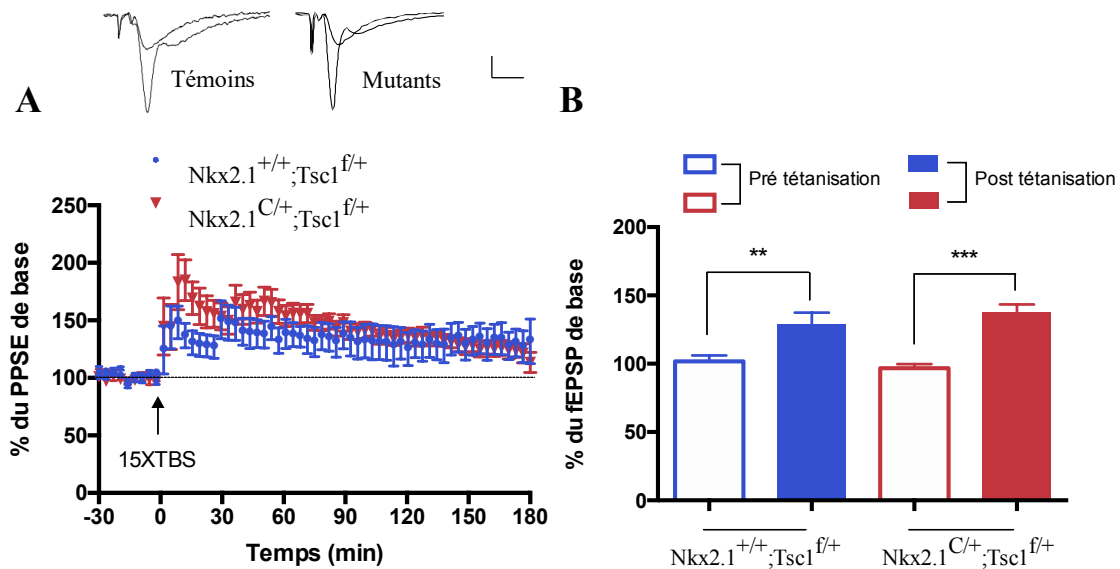 Témoins
Mutants
A
Nkx2.1+/+;Tsc1f/+
Nkx2.1C/+;Tsc1f/+
% du PPSE de base
250
200
150
100
50
0
15XTBS
-30 0 30 60 90 120 150 180
Temps (min)
B
Pré tétanisation
Post tétanisation
% du fEPSP de base
200
150
100
50
0
**
***
Nkx2.1+/+;Tsc1f/+
Nkx2.1C/+;Tsc1f/+